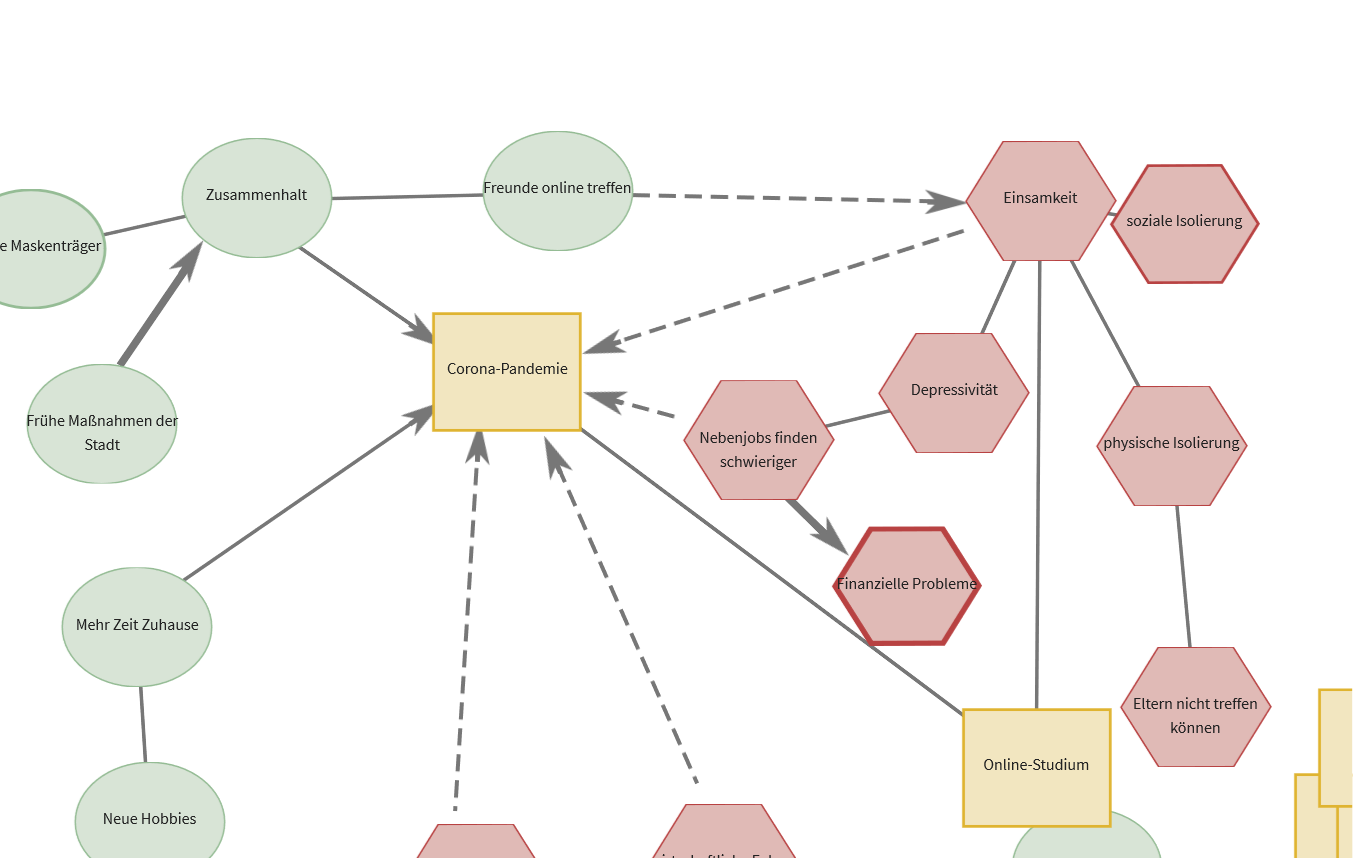 Freunde online treffen
Zusammenhalt
Einsamkeit
soziale Isolierung
e Maskenträger
Corona-Pandemie
Depressivität
Frühe Maßnahmen der
Stadt
Nebenjobs finden
schwieriger
physische Isolierung
Finanzielle Probleme
Mehr Zeit Zuhause
Eltern nicht treffen
können
Online-Studium
Neue Hobbies